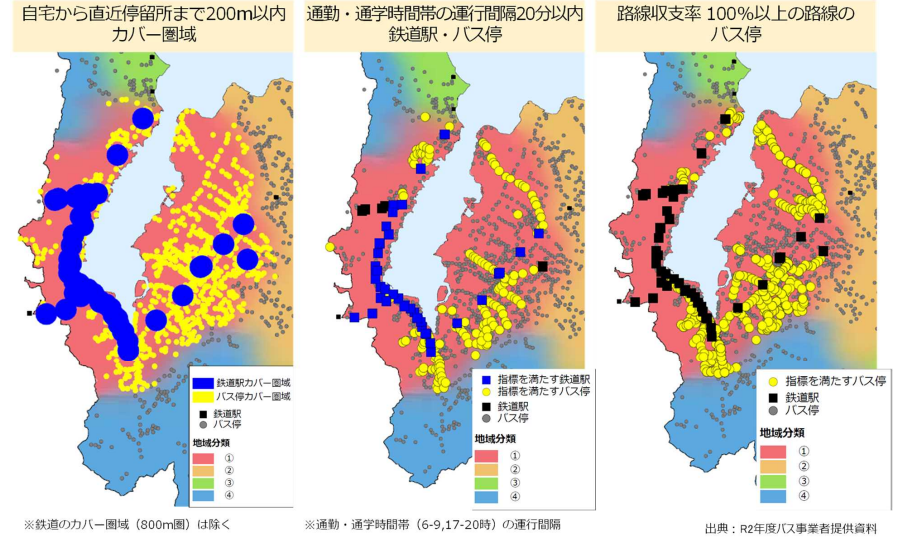 自宅から直近停留所まで200m以内
カバー圏域
鉄道駅カバー圏域
バス停カバー圏域
鉄道駅
バス停
地域分類
①
②
③
④
※鉄道のカバー圏域（800m圏）は除く
通勤・通学時間帯の運行間隔20分以内
鉄道駅・バス停
指標を満たす鉄道駅
指標を満たすバス停
鉄道駅
バス停
地域分類
①
②
③
④
※通勤・通学時間帯（6-9,17-20時）の運行間隔
路線収支率 100％以上の路線の
バス停
指標を満たすバス停
鉄道駅
バス停
地域分類
①
②
③
④
出典：R2年度バス事業者提供資料